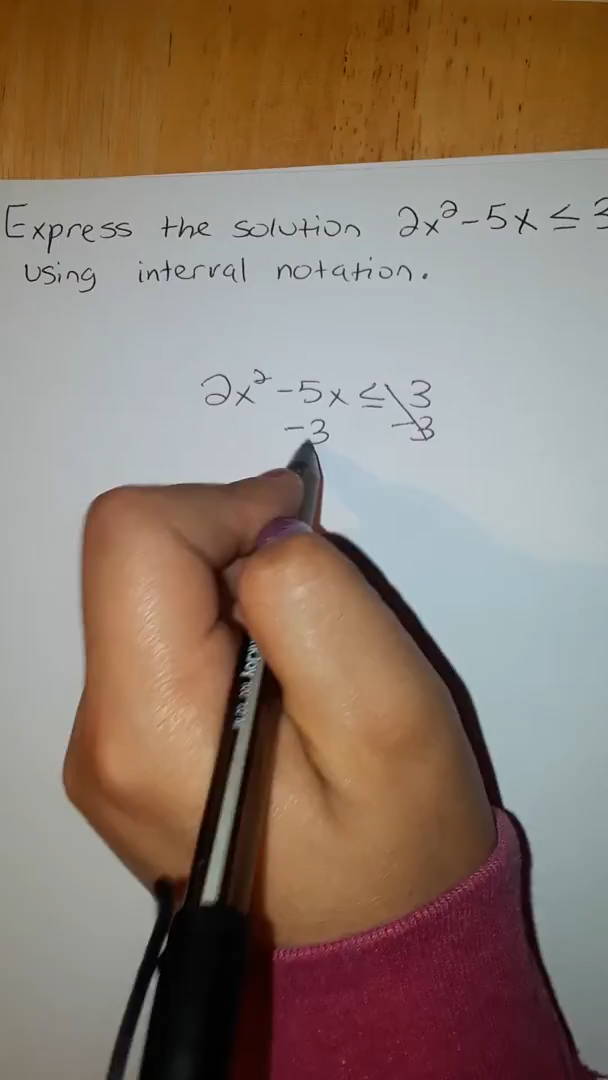 Express the solution 2x²-5x ≤ 3
using interval notation.
2x²-5x ≤ 3
-3 -3